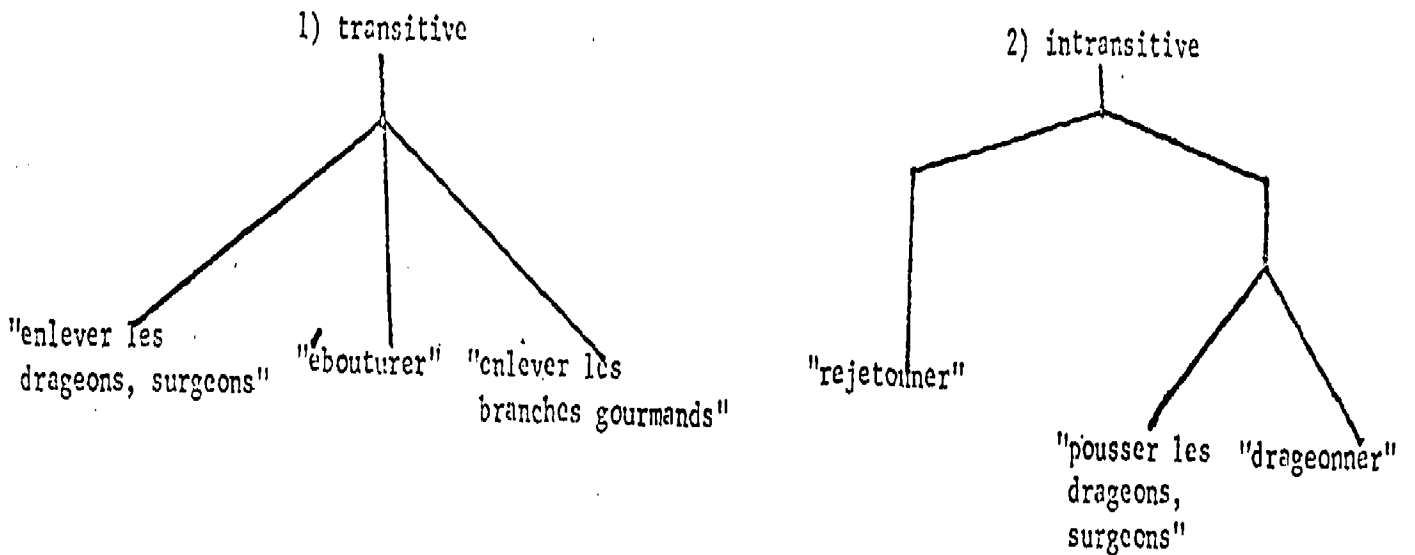 1) transitive
"enlever les
drageons, surgeons"
"ébouturer"
"enlever les
branches gourmands"
2) intransitive
"rejetonner"
"pousser les
drageons,
surgeons"
"drageonner"